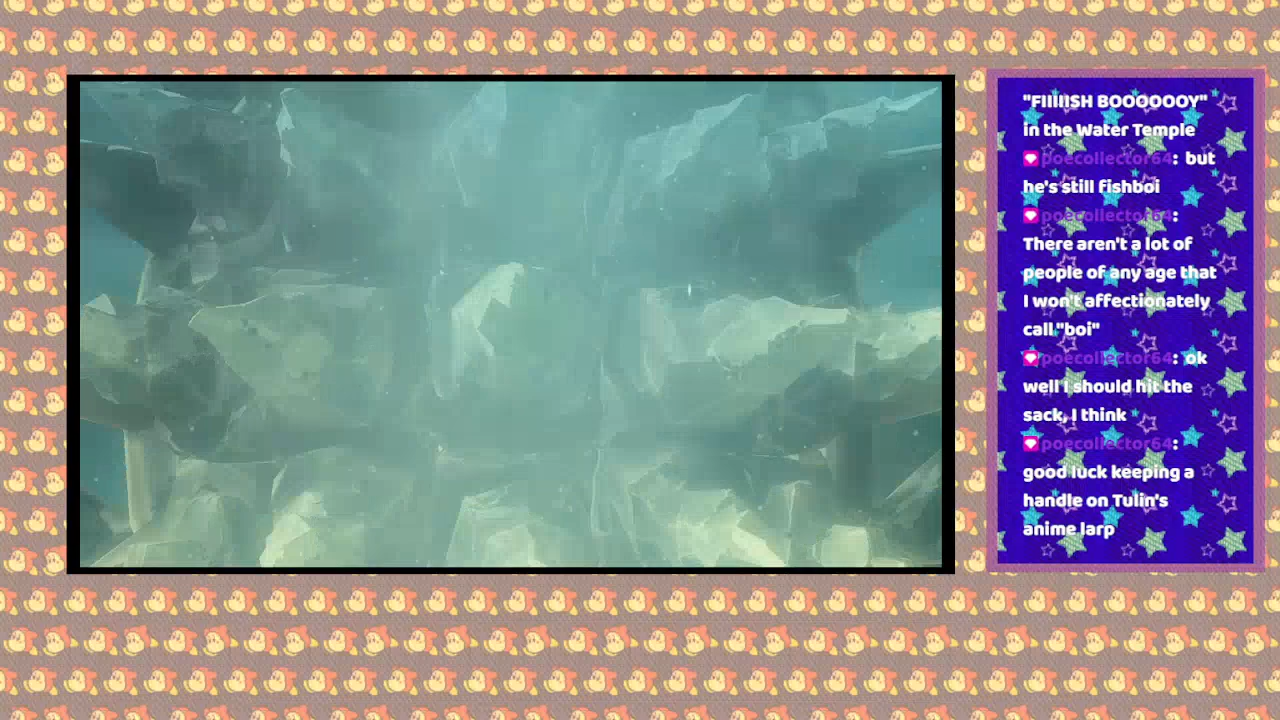 "FIIIIISH BOOOOOOY"
in the Water Temple
poecollector64: but
he's still fishboi
poecollector64:
There aren't a lot of
people of any age that
I won't affectionately
call "boi"
poecollector64: ok
well I should hit the
sack, I think
poecollector64:
good luck keeping a
handle on Tulin's
anime larp